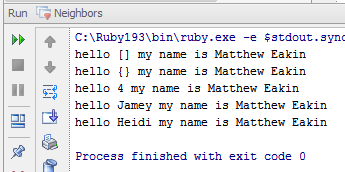 Run Neighbors
C:\Ruby193\bin\ruby.exe -e $stdout.sync
hello [] my name is Matthew Eakin
hello {} my name is Matthew Eakin
hello 4 my name is Matthew Eakin
hello Jamey my name is Matthew Eakin
hello Heidi my name is Matthew Eakin
Process finished with exit code 0